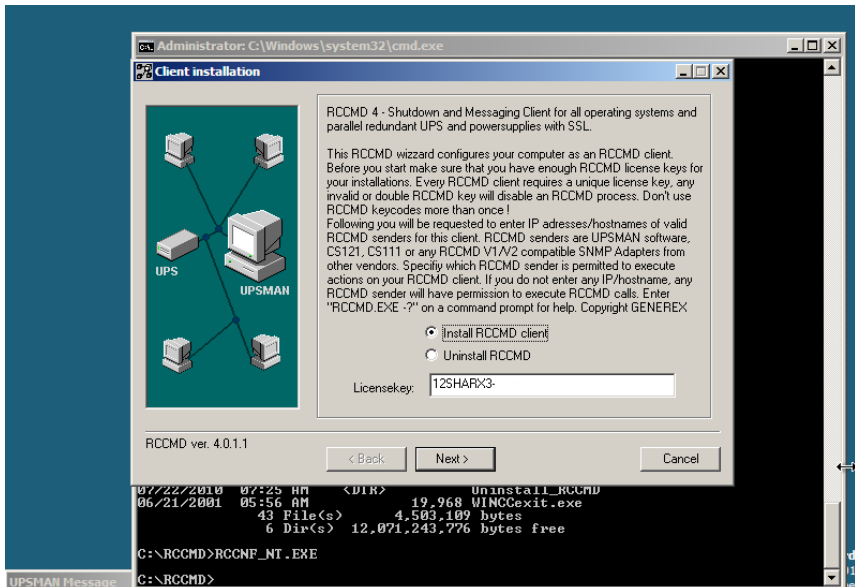 Administrator: C:\Windows\system32\cmd.exe
Client installation
RCCMD 4 - Shutdown and Messaging Client for all operating systems and
parallel redundant UPS and powersupplies with SSL.
This RCCMD wizzard configures your computer as an RCCMD client.
Before you start make sure that you have enough RCCMD license keys for
your installations. Every RCCMD client requires a unique license key, any
invalid or double RCCMD key will disable an RCCMD process. Don't use
RCCMD keycodes more than once !
Following you will be requested to enter IP adresses/hostnames of valid
RCCMD senders for this client. RCCMD senders are UPSMAN software,
CS121, CS111 or any RCCMD V1/V2 compatible SNMP Adapters from
other vendors. Specifiy which RCCMD sender is permitted to execute
actions on your RCCMD client. If you do not enter any IP/hostname, any
RCCMD sender will have permission to execute RCCMD calls. Enter
"RCCMD.EXE -?" on a command prompt for help. Copyright GENEREX
UPS
UPSMAN
Install RCCMD client
Uninstall RCCMD
Licensekey: 12SHARX3-
RCCMD ver. 4.0.1.1
< Back Next > Cancel
07/22/2010 07:25 AM <DIR> Uninstall_RCCMD
06/21/2001 05:56 AM 19,968 WINCCexit.exe
43 File(s) 4,503,109 bytes
6 Dir(s) 12,071,243,776 bytes free
C:\RCCMD>RCCNF_NT.EXE
C:\RCCMD>
UPSMAN Message